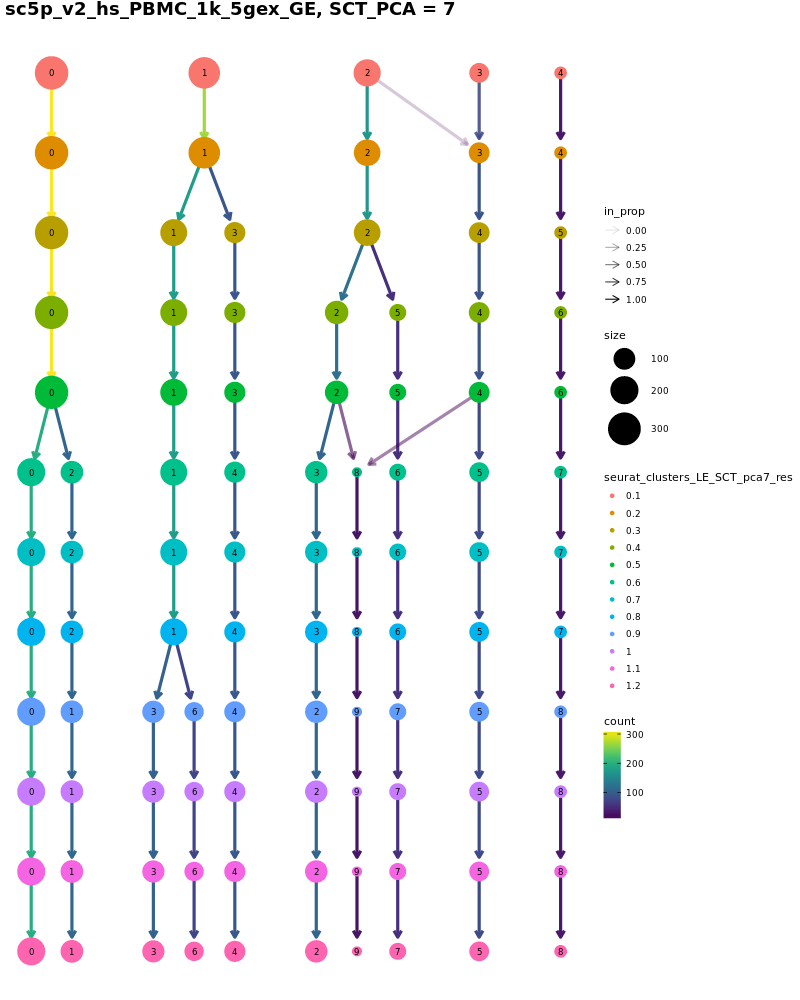 sc5p_v2_hs_PBMC_1k_5gex_GE, SCT_PCA = 7
0 1 2 3 4
0 1 2 3 4
0 1 3 2 4 5
0 1 3 2 5 4 6
0 1 3 2 5 4 6
0 2 1 4 3 8 6 5 7
0 2 1 4 3 8 6 5 7
0 2 1 4 3 8 6 5 7
0 1 3 6 4 2 9 7 5 8
0 1 3 6 4 2 9 7 5 8
0 1 3 6 4 2 9 7 5 8
0 1 3 6 4 2 9 7 5 8
in_prop
0.00
0.25
0.50
0.75
1.00
size
100
200
300
seurat_clusters_LE_SCT_pca7_res
0.1
0.2
0.3
0.4
0.5
0.6
0.7
0.8
0.9
1
1.1
1.2
count
300
200
100